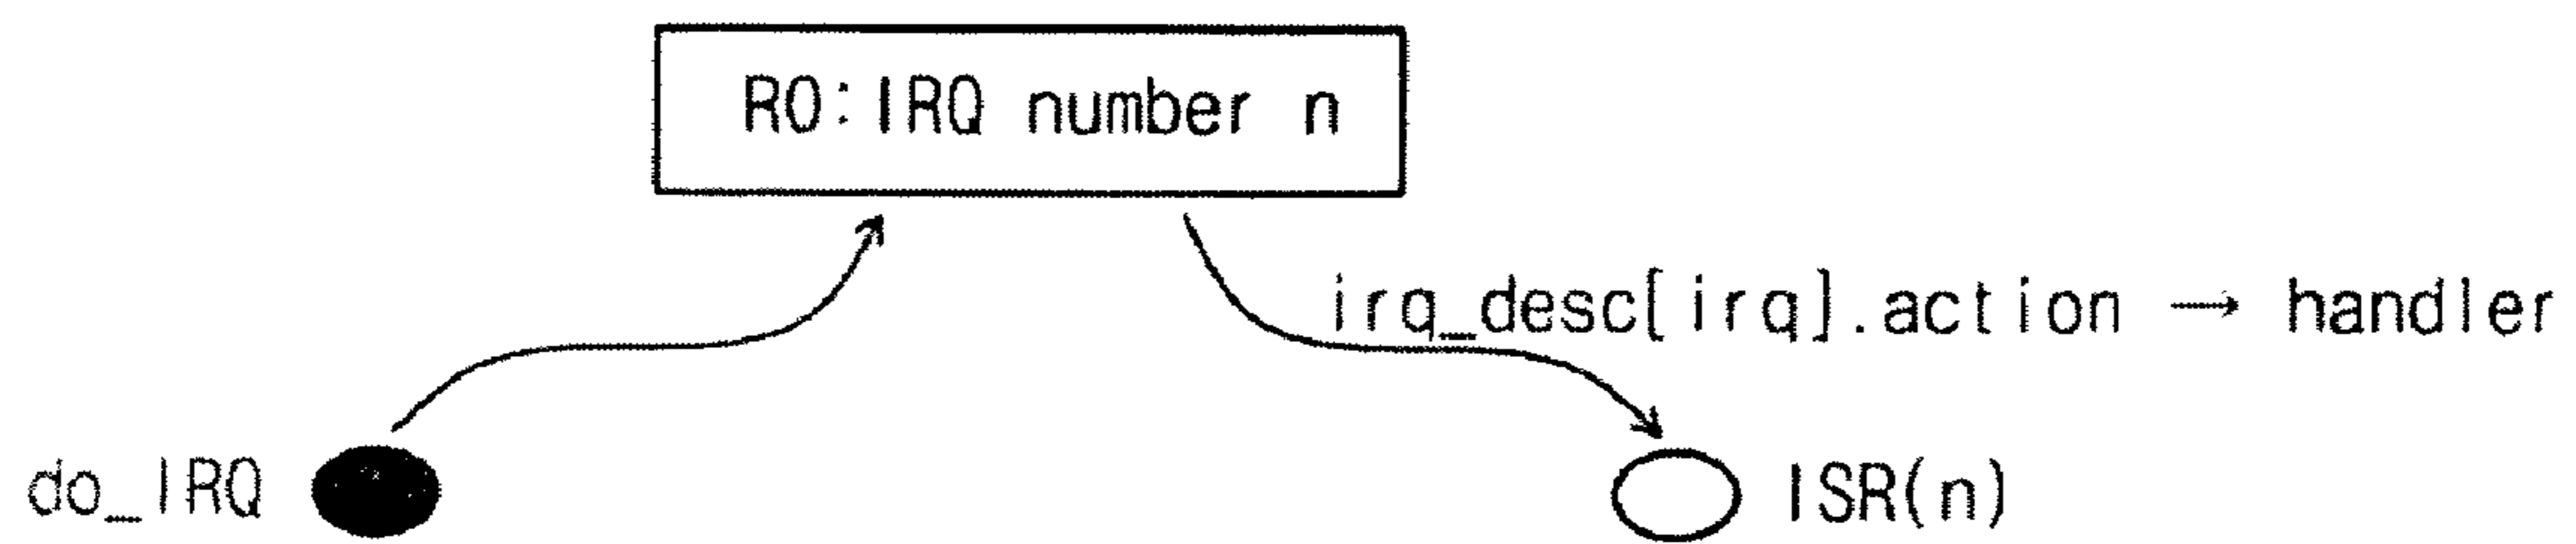 R0:IRQ number n
irq_desc[irq].action → handler
do_IRQ
ISR(n)